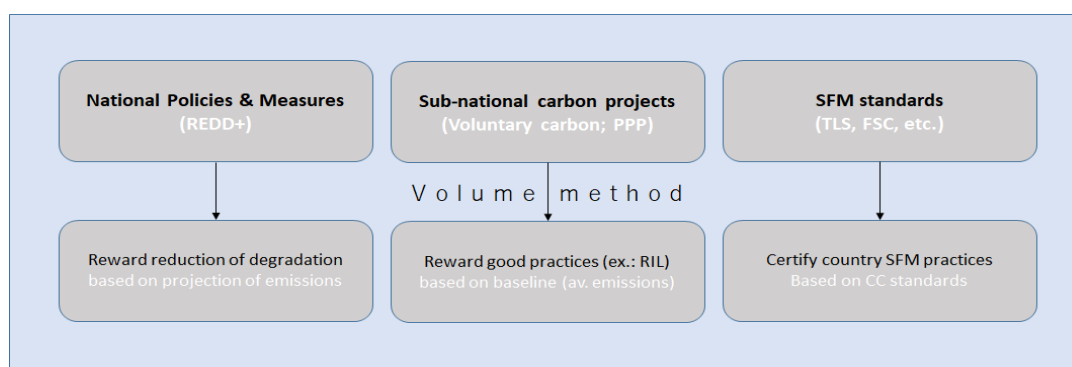 National Policies & Measures
(REDD+)
Sub-national carbon projects
(Voluntary carbon; PPP)
SFM standards
(TLS, FSC, etc.)
Volume method
Reward reduction of degradation
based on projection of emissions
Reward good practices (ex.: RIL)
based on baseline (av. emissions)
Certify country SFM practices
Based on CC standards